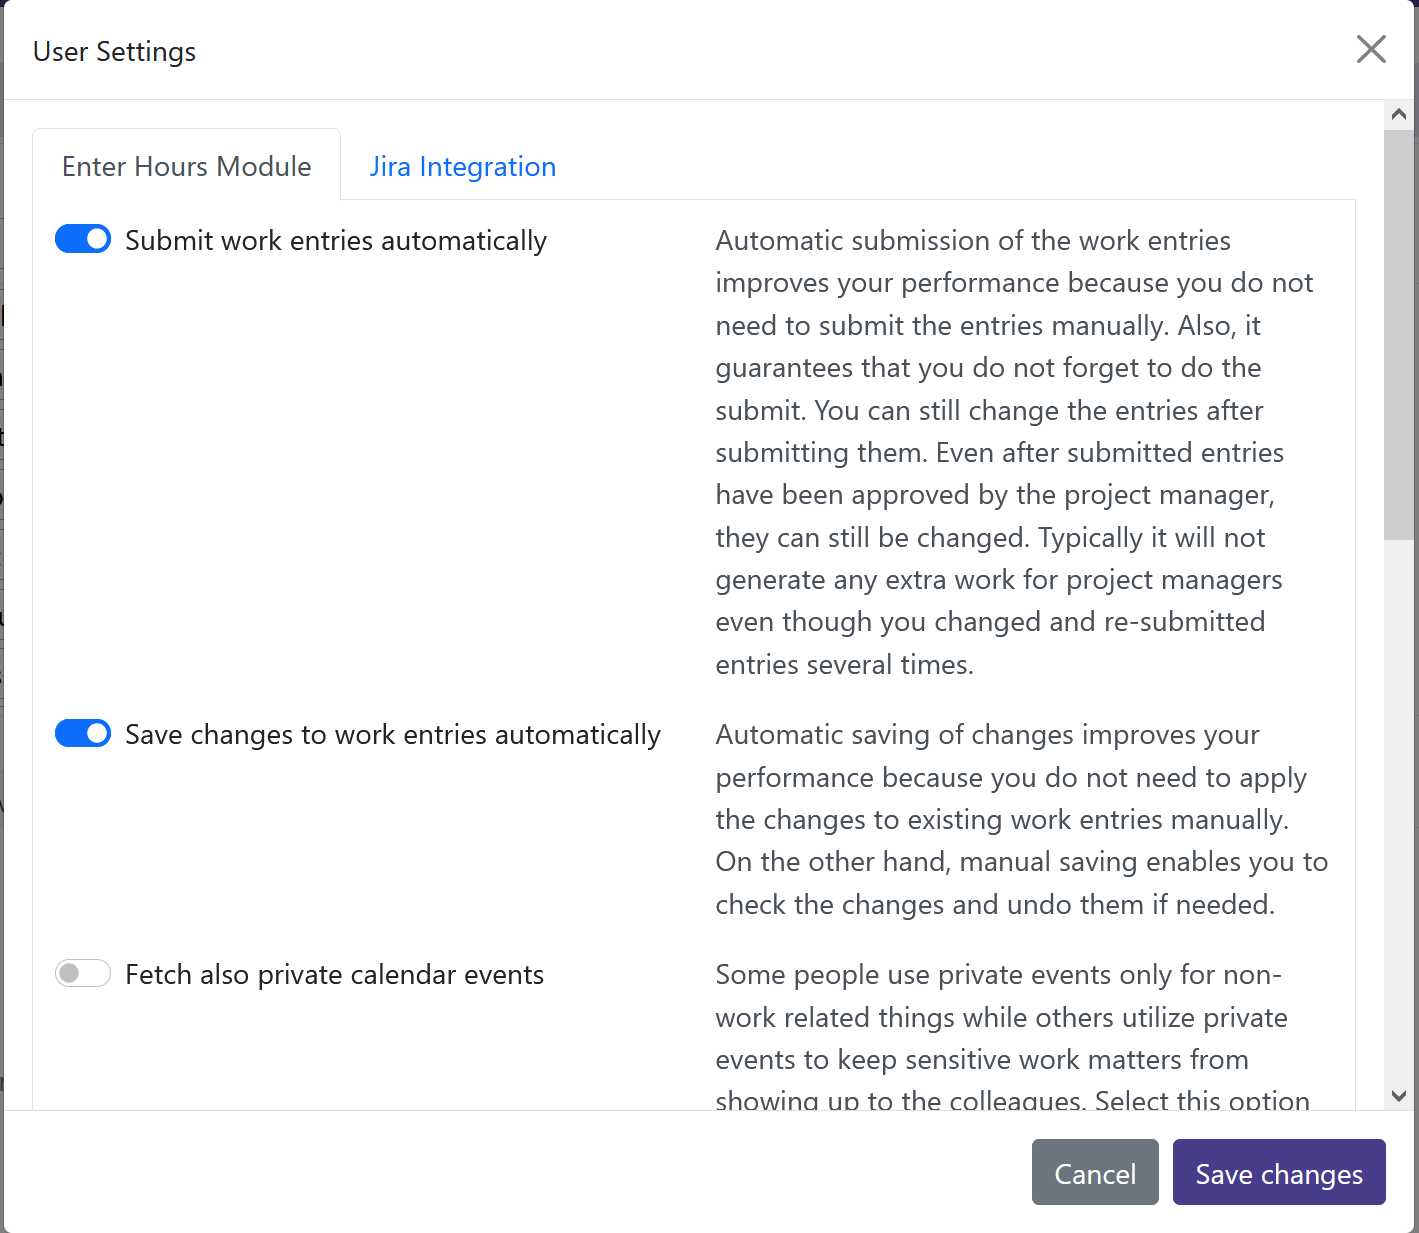 User Settings
Enter Hours Module
Jira Integration
Submit work entries automatically
Automatic submission of the work entries
improves your performance because you do not
need to submit the entries manually. Also, it
guarantees that you do not forget to do the
submit. You can still change the entries after
submitting them. Even after submitted entries
have been approved by the project manager,
they can still be changed. Typically it will not
generate any extra work for project managers
even though you changed and re-submitted
entries several times.
Save changes to work entries automatically
Automatic saving of changes improves your
performance because you do not need to apply
the changes to existing work entries manually.
On the other hand, manual saving enables you to
check the changes and undo them if needed.
Fetch also private calendar events
Some people use private events only for non-
work related things while others utilize private
events to keep sensitive work matters from
showing up to the colleagues. Select this option
Cancel
Save changes